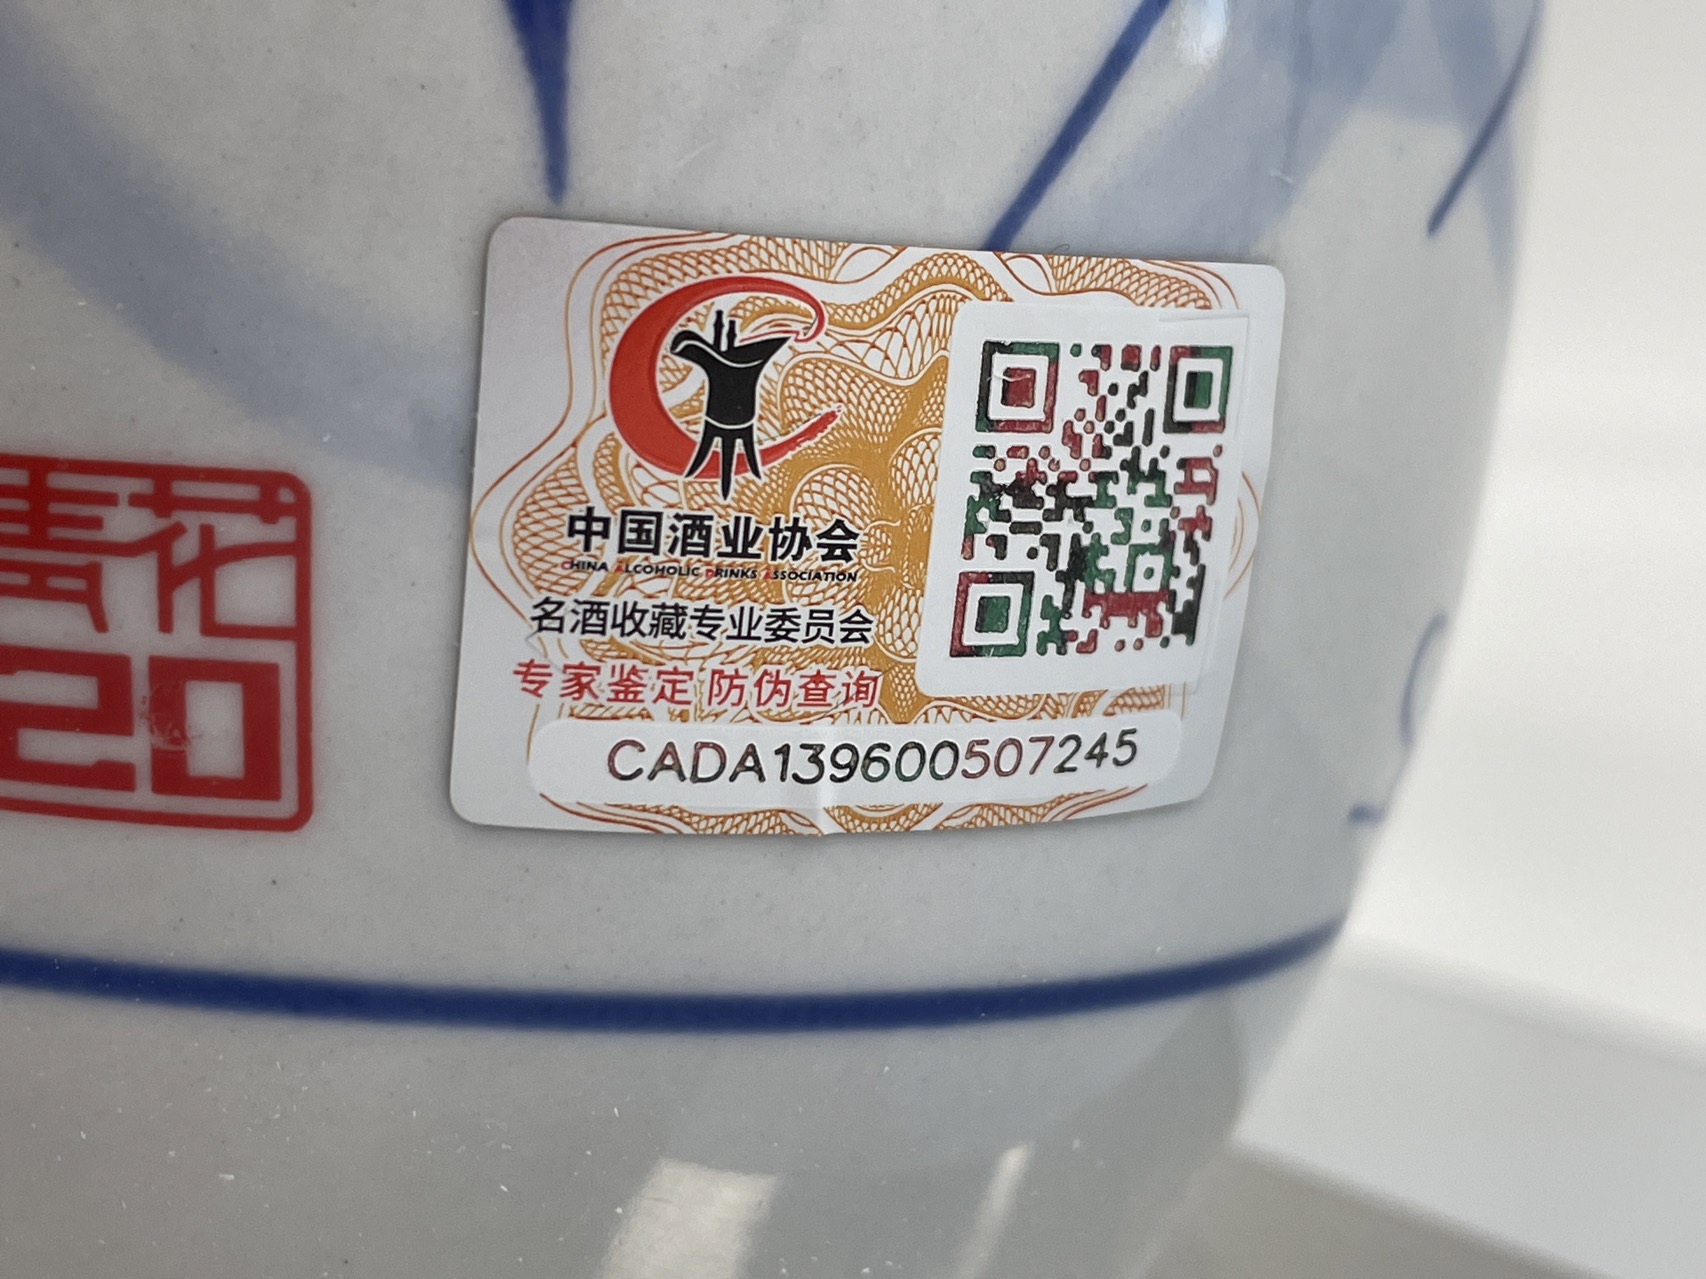 中国酒业协会
CHINA ALCOHOLIC DRINKS ASSOCIATION
名酒收藏专业委员会
专家鉴定 防伪查询
CADA139600507245
青花
20